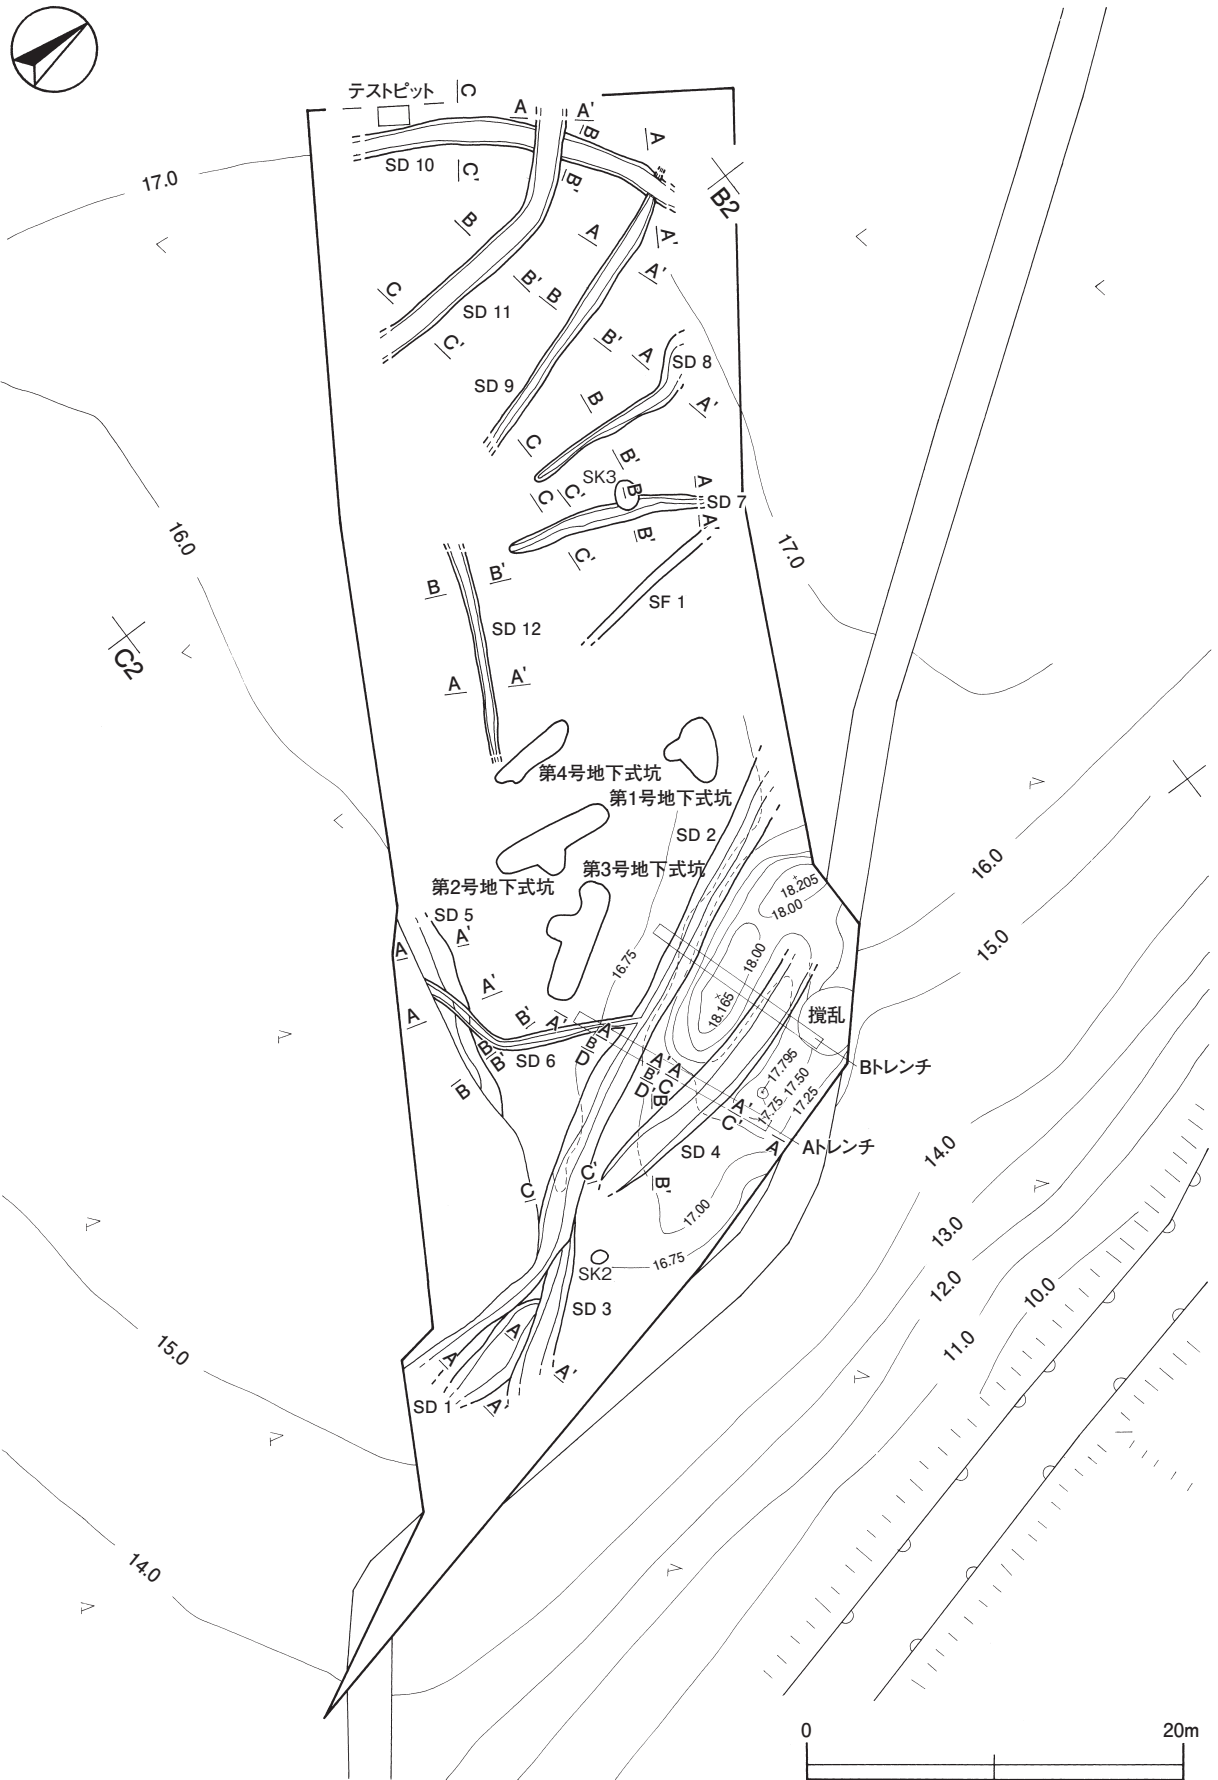 テストピット
C
A
A'
B
A
SD 10
C'
B'
B2
17.0
B
A
A'
A'
B'
B
C
SD 11
C'
B'
A
SD 8
SD 9
B
A'
C
B'
SK3
C
C'
B
A
SD 7
A'
B'
C'
16.0
17.0
B
B'
SF 1
SD 12
C2
A
A'
第4号地下式坑
第1号地下式坑
SD 2
第3号地下式坑
第2号地下式坑
18.205
18.00
16.0
SD 5
A'
A
15.0
16.75
18.00
A'
18.165
A
B'
A'
A
撹乱
B
B'
SD 6
B
D
A'
A
B'
C
D'
B
17.795
17.50
17.75
17.25
Bトレンチ
B
A'
C'
A
Aトレンチ
SD 4
14.0
C'
C
B'
17.00
13.0
16.75
SK2
12.0
10.0
SD 3
A
11.0
15.0
A
A'
SD 1
A'
14.0
0
20m